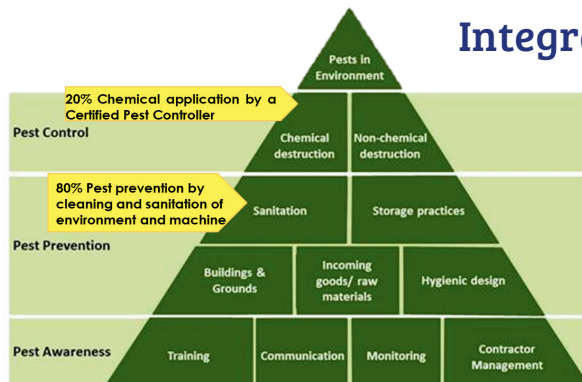 Integr
Pests in
Environment
20% Chemical application by a
Certified Pest Controller
Pest Control
Chemical
destruction
Non-chemical
destruction
80% Pest prevention by
cleaning and sanitation of
environment and machine
Sanitation
Storage practices
Pest Prevention
Buildings &
Grounds
Incoming
goods/ raw
materials
Hygienic design
Pest Awareness
Training
Communication
Monitoring
Contractor
Management